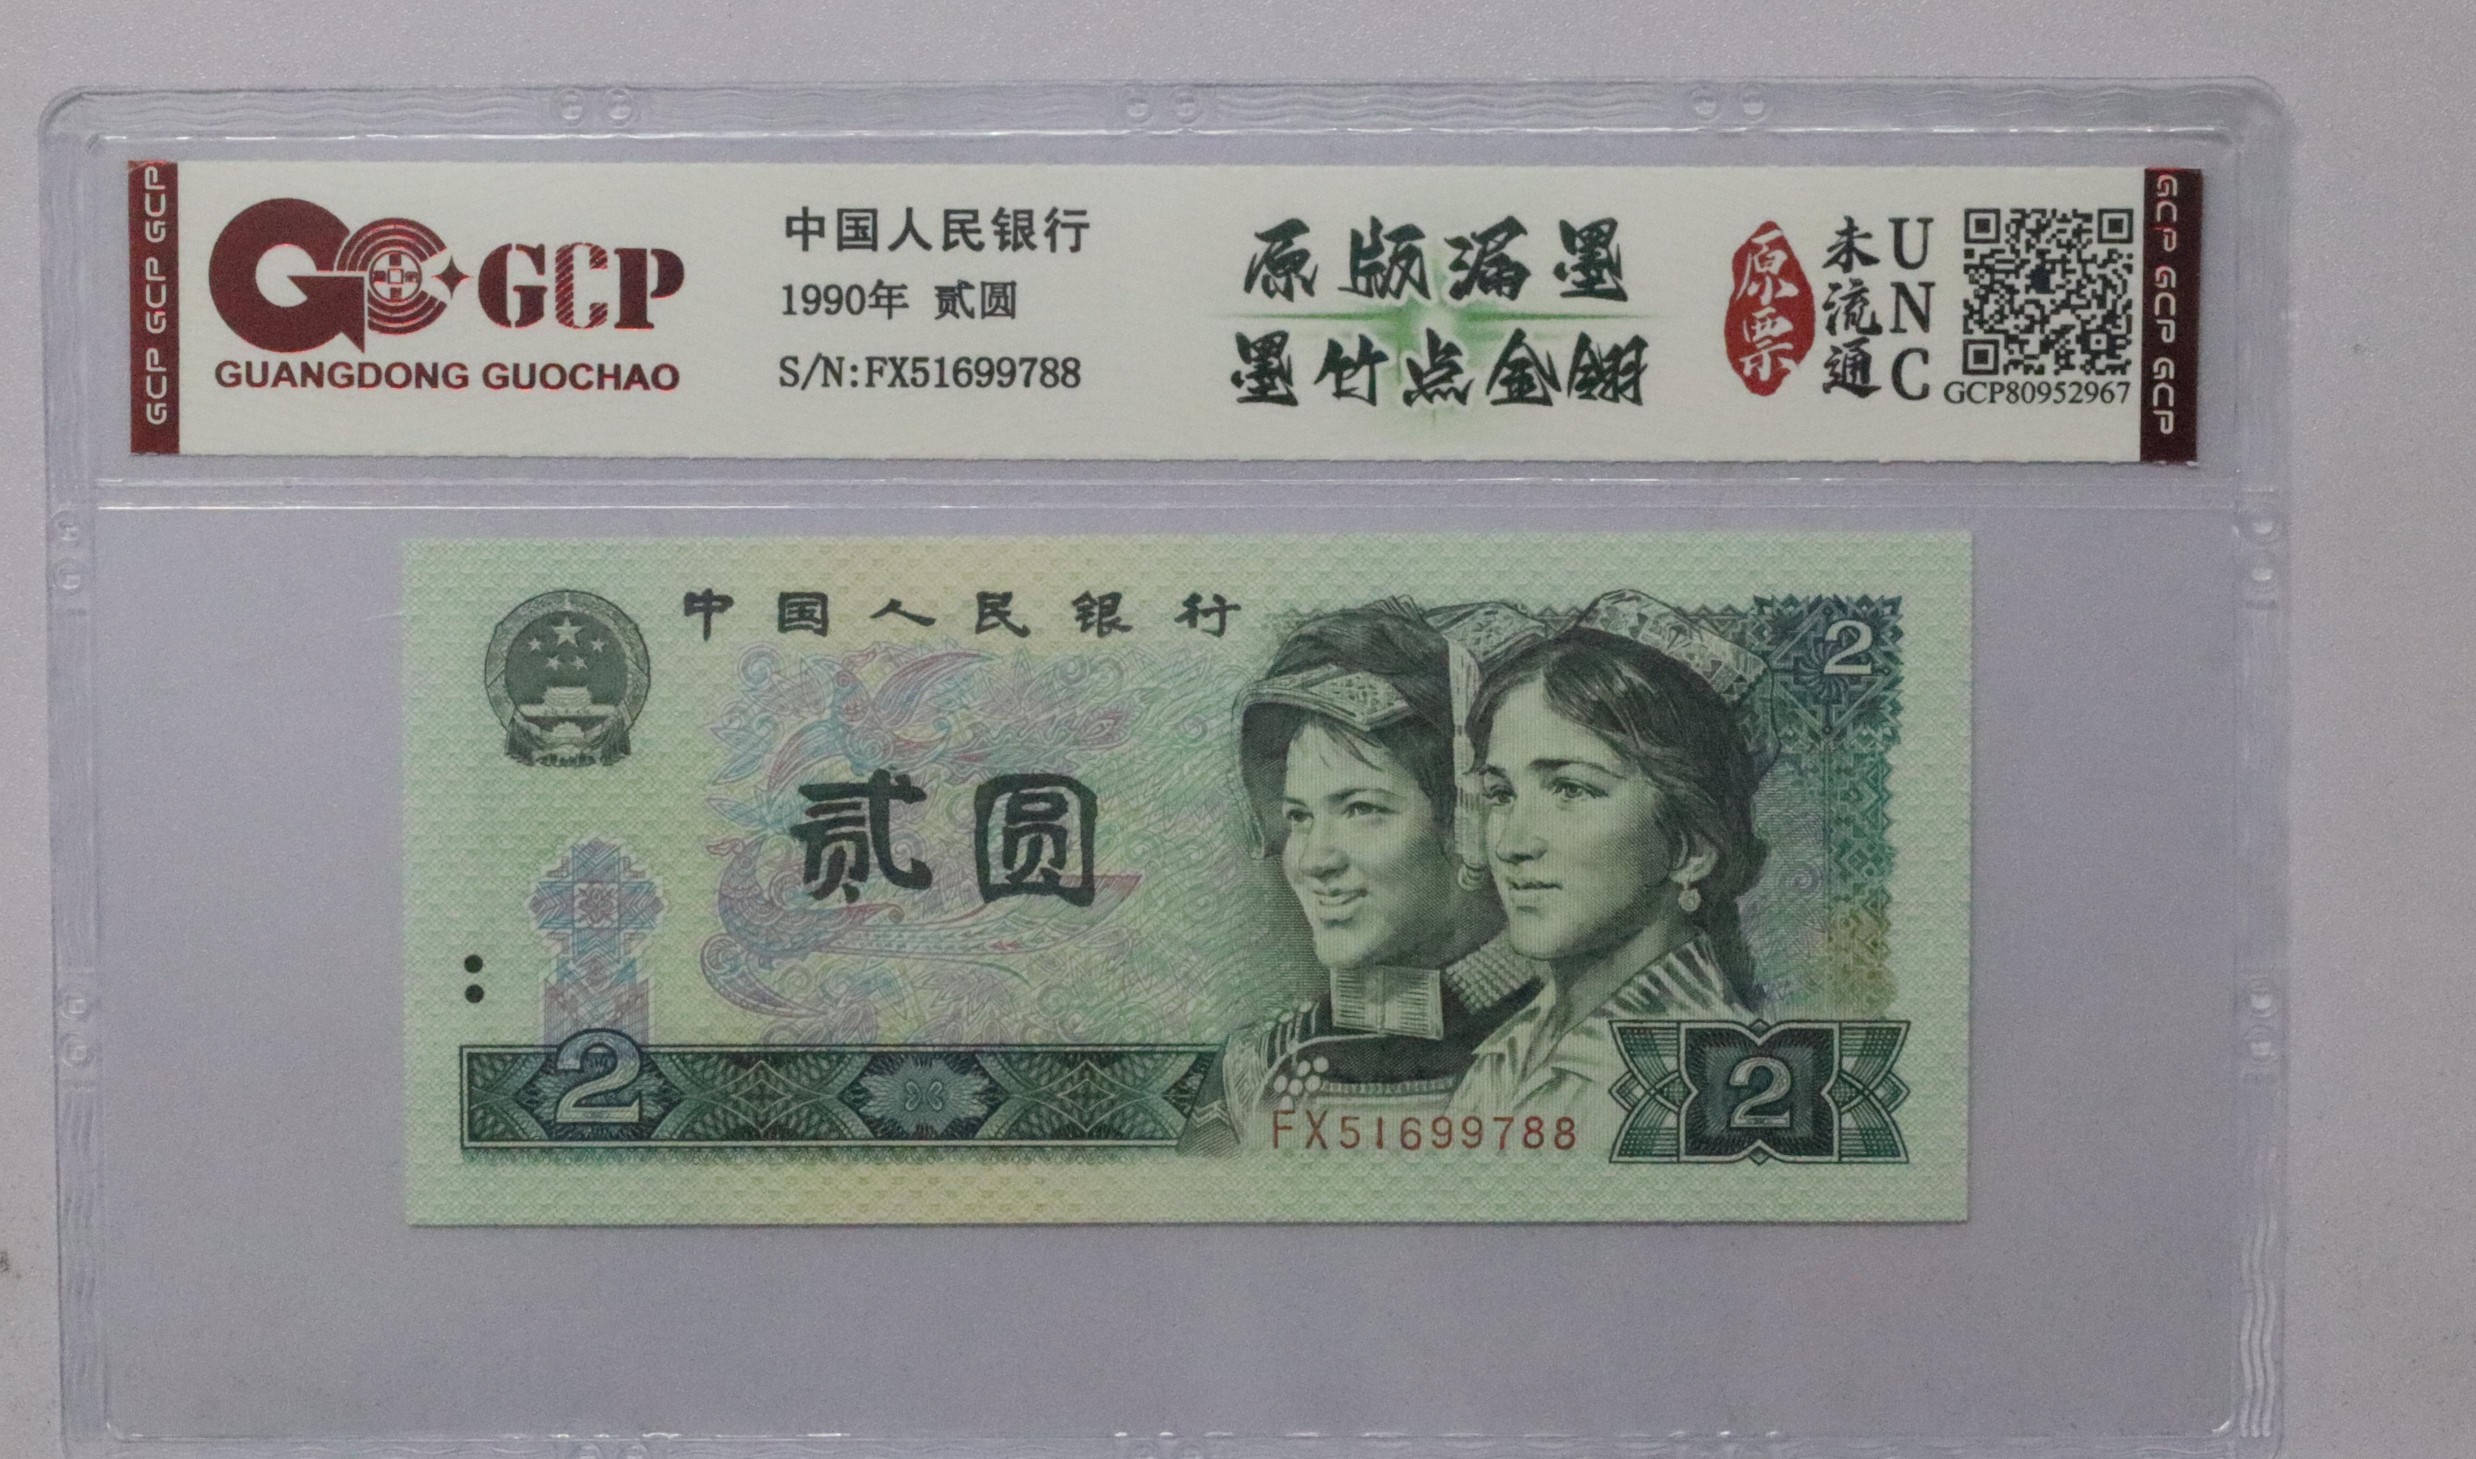 GCP GCP GCP
GCP
GUANGDONG GUOCHAO
中国人民银行
1990年 贰圆
S/N:FX51699788
原版漏墨
墨竹点金翅
原票
未流通
UNC
GCP80952967
GCP GCP GCP
中国人民银行
2
贰圆
2
2
FX51699788